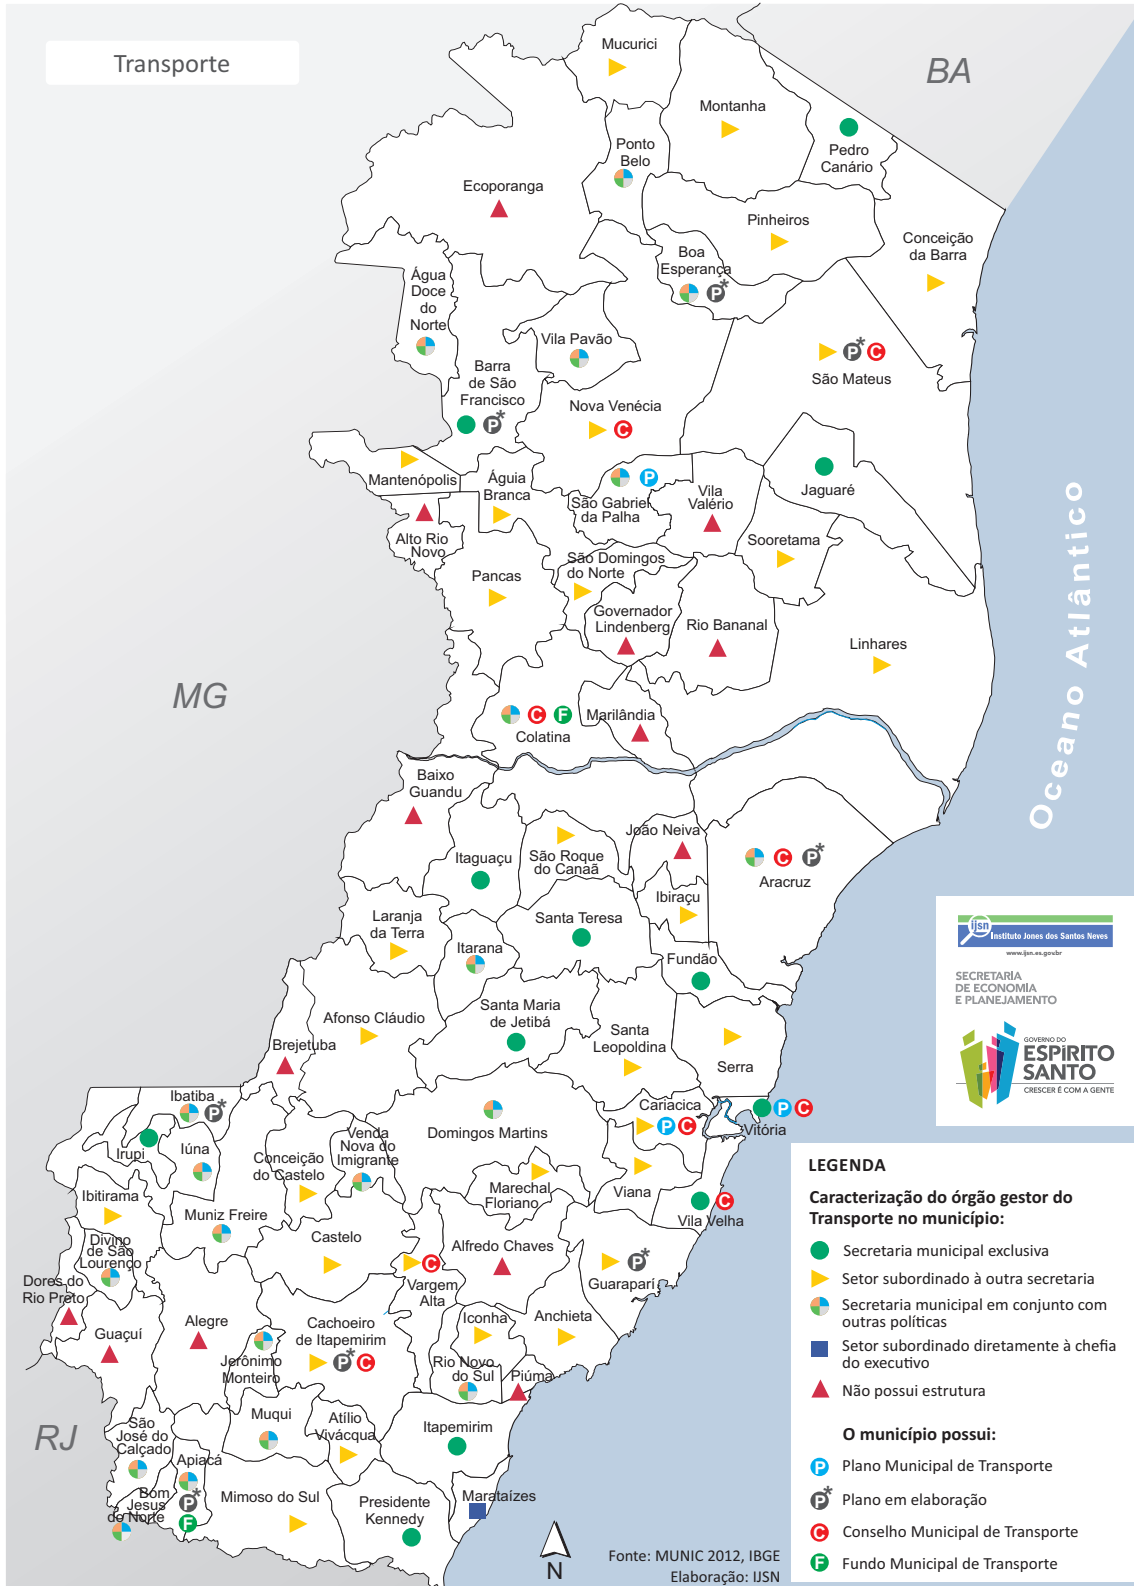 Transporte
BA
Mucurici
Montanha
Pedro
Canário
Ponto
Belo
Ecoporanga
Pinheiros
Conceição
da Barra
Boa
Esperança
P*
Água
Doce
do
Norte
Vila Pavão
Barra
de São
Francisco
P*
P* C
São Mateus
Nova Venécia
C
Mantenópolis
Águia
Branca
P
São Gabriel
da Palha
Vila
Valério
Jaguaré
Alto Rio
Novo
Sooretama
Pancas
São Domingos
do Norte
Governador
Lindenberg
Rio Bananal
Linhares
Oceano Atlântico
MG
C F
Colatina
Marilândia
Baixo
Guandu
João Neiva
Itaguaçu
São Roque
do Canaã
C P*
Aracruz
Ibiraçu
Laranja
da Terra
Santa Teresa
Itarana
Fundão
Afonso Cláudio
Santa Maria
de Jetibá
Santa
Leopoldina
Brejetuba
Serra
Ibatiba
P*
Cariacica
P C
P C
Vitória
Irupi
Iúna
Domingos Martins
Venda
Nova do
Imigrante
Conceição
do Castelo
Marechal
Floriano
Viana
Ibitirama
C
Vila Velha
Muniz Freire
Divino
de São
Lourenço
Castelo
Alfredo Chaves
C
Vargem
Alta
P*
Guarapari
Dores do
Rio Preto
Guaçuí
Alegre
Cachoeiro
de Itapemirim
P* C
Iconha
Anchieta
Jerônimo
Monteiro
Rio Novo
do Sul
Piúma
RJ
São
José do
Calçado
Muqui
Atílio
Vivácqua
Itapemirim
Apiacá
P*
F
Bom
Jesus
do Norte
Mimoso do Sul
Presidente
Kennedy
Marataízes
N
Fonte: MUNIC 2012, IBGE
Elaboração: IJSN
ijsn
Instituto Jones dos Santos Neves
www.ijsn.es.gov.br
SECRETARIA
DE ECONOMIA
E PLANEJAMENTO
GOVERNO DO
ESPÍRITO
SANTO
CRESCER É COM A GENTE
LEGENDA
Caracterização do órgão gestor do
Transporte no município:
Secretaria municipal exclusiva
Setor subordinado à outra secretaria
Secretaria municipal em conjunto com
outras políticas
Setor subordinado diretamente à chefia
do executivo
Não possui estrutura
O município possui:
P Plano Municipal de Transporte
P* Plano em elaboração
C Conselho Municipal de Transporte
F Fundo Municipal de Transporte